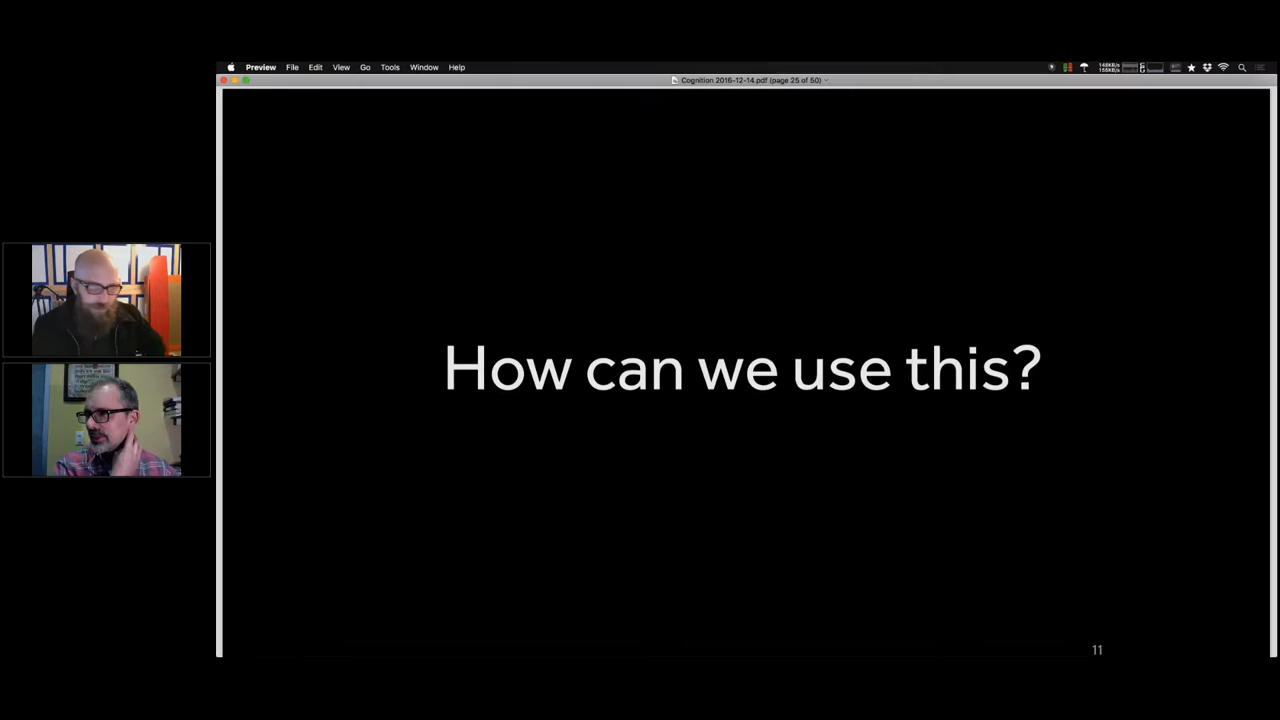 Preview File Edit View Go Tools Window Help
Cognition 2016-12-14.pdf (page 25 of 50)
How can we use this?
11